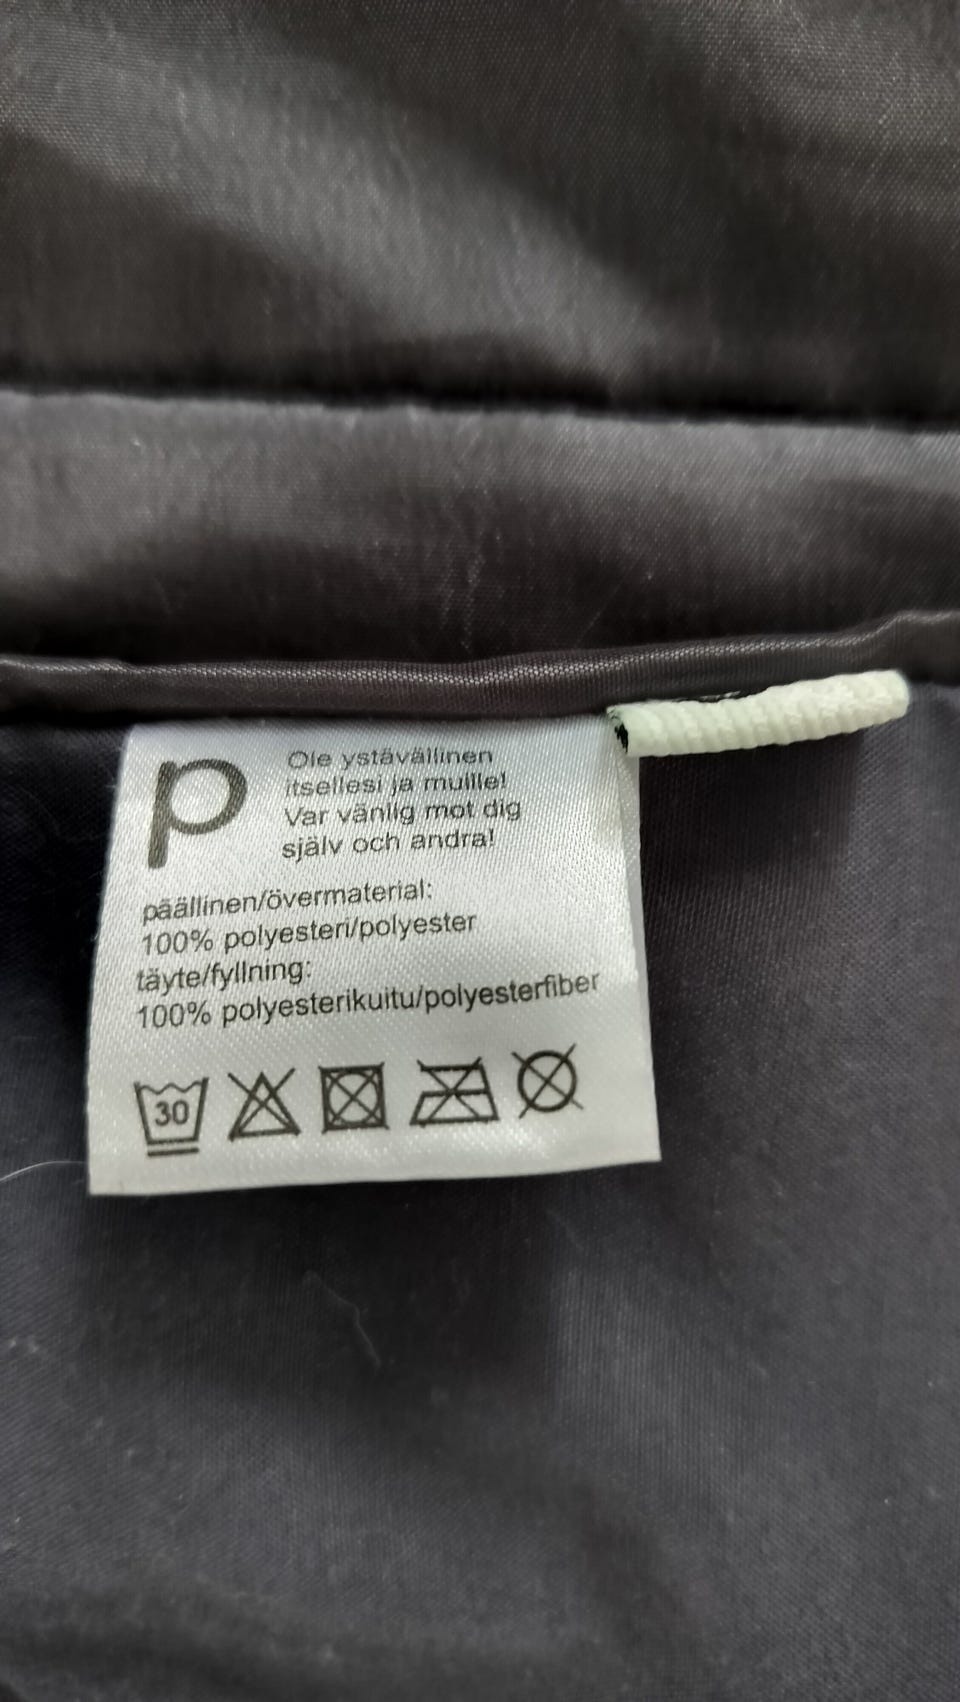 p
Ole ystävällinen
itsellesi ja muille!
Var vänlig mot dig
själv och andra!
päällinen/övermaterial:
100% polyesteri/polyester
täyte/fyllning:
100% polyesterikuitu/polyesterfiber
30